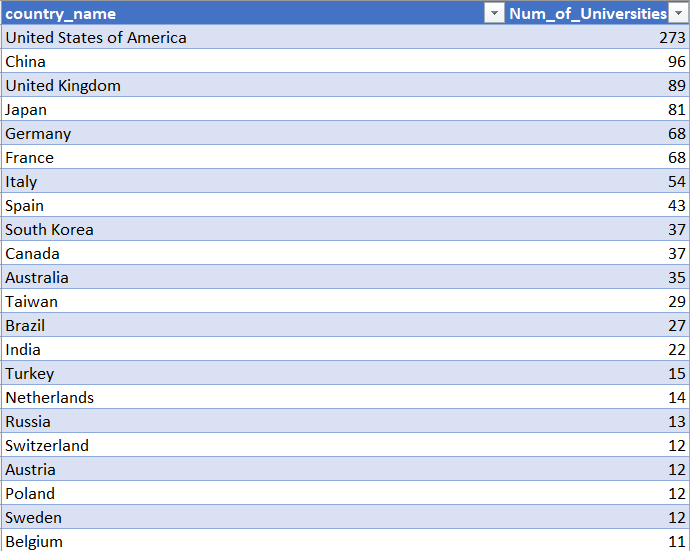 country_name Num_of_Universities
United States of America 273
China 96
United Kingdom 89
Japan 81
Germany 68
France 68
Italy 54
Spain 43
South Korea 37
Canada 37
Australia 35
Taiwan 29
Brazil 27
India 22
Turkey 15
Netherlands 14
Russia 13
Switzerland 12
Austria 12
Poland 12
Sweden 12
Belgium 11